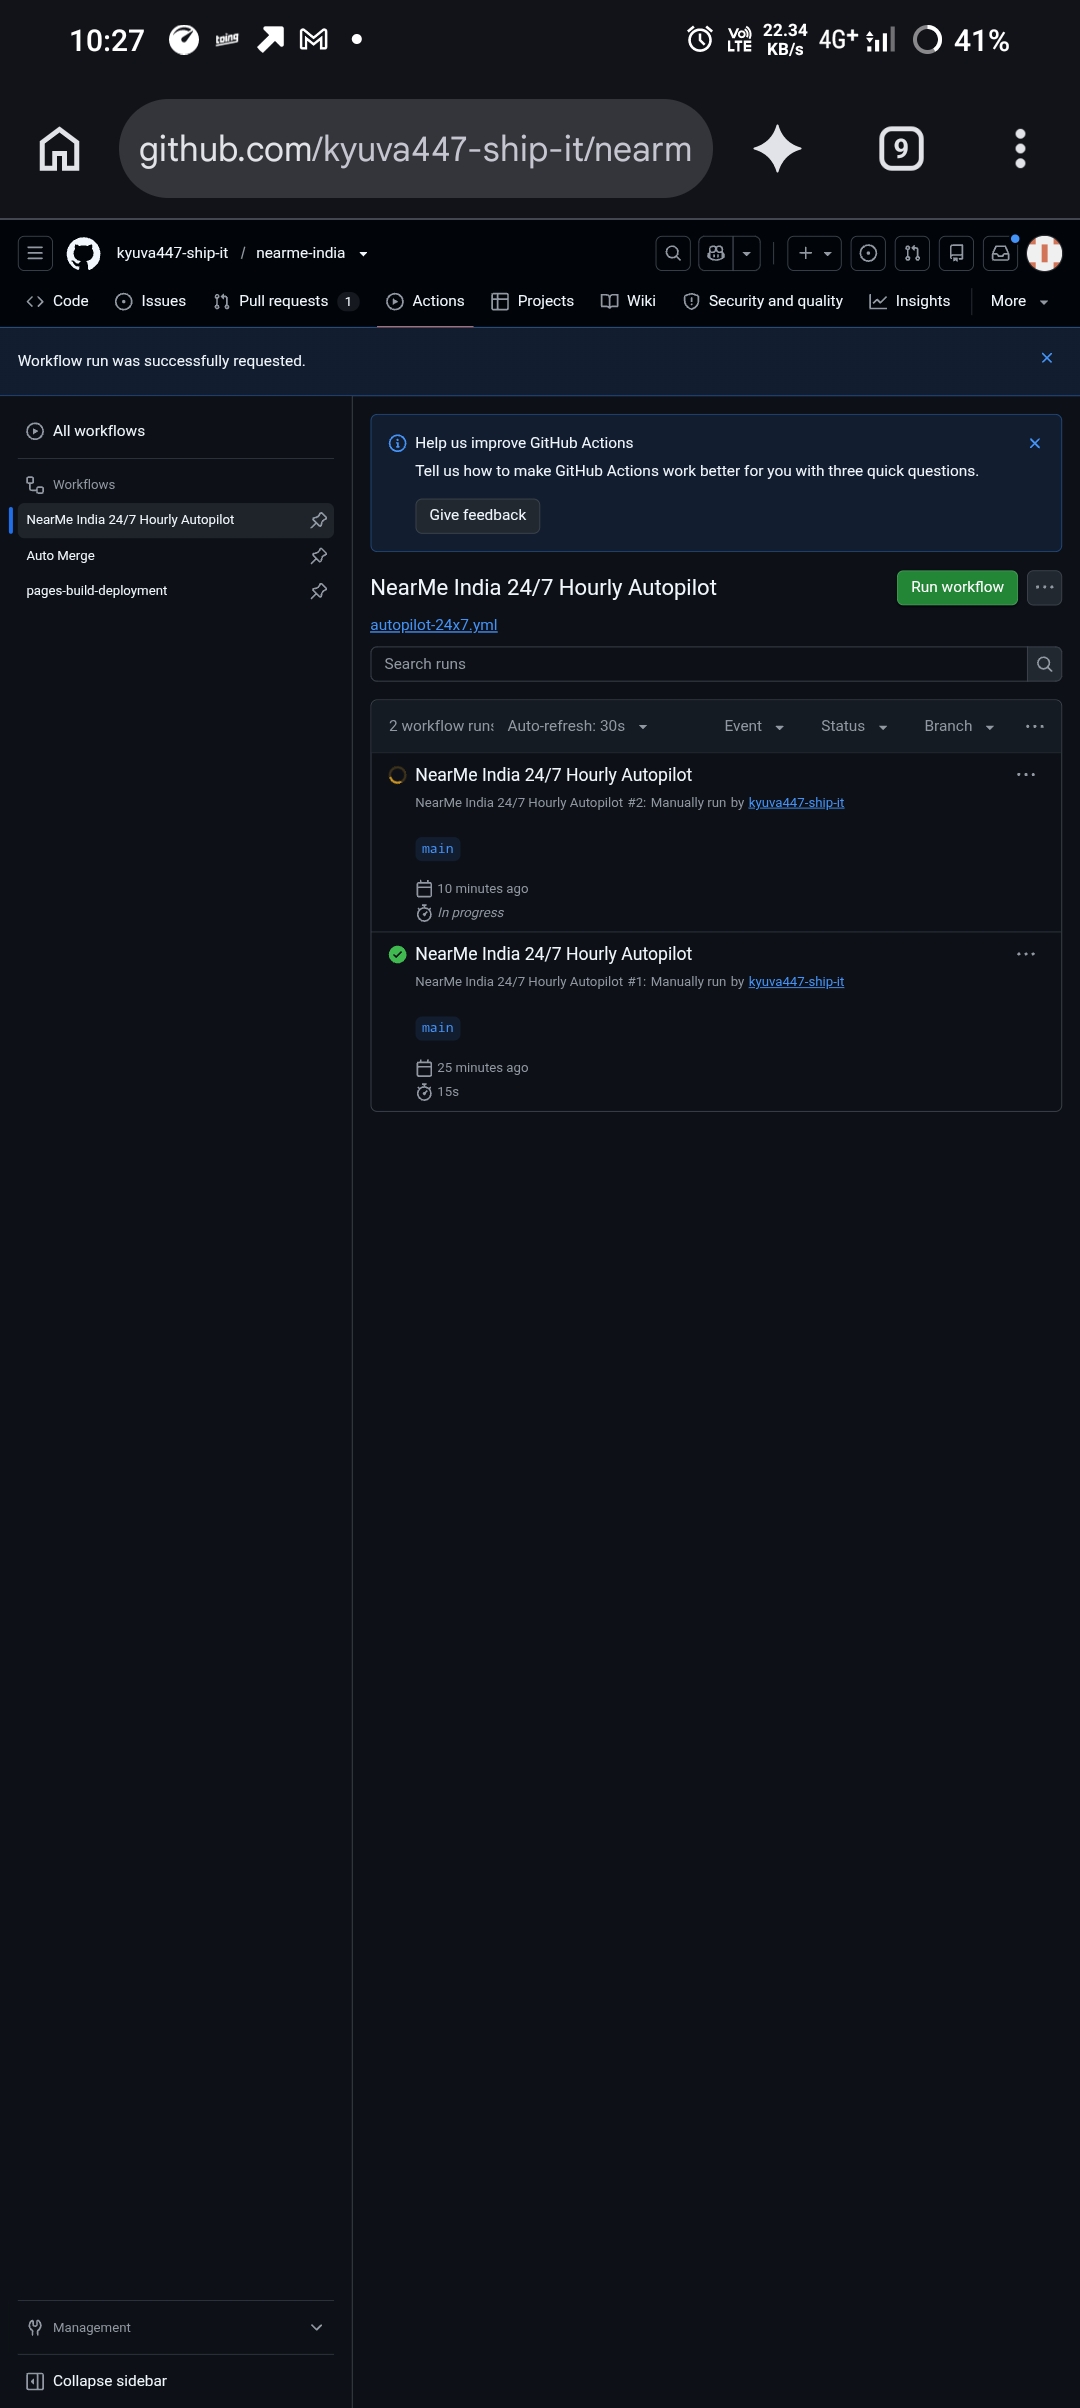 10:27
toing
Vo)) LTE
22.34 KB/s
4G+
41%
github.com/kyuva447-ship-it/nearm
9
kyuva447-ship-it / nearme-india
Code
Issues
Pull requests 1
Actions
Projects
Wiki
Security and quality
Insights
More
Workflow run was successfully requested.
All workflows
Workflows
NearMe India 24/7 Hourly Autopilot
Auto Merge
pages-build-deployment
Help us improve GitHub Actions
Tell us how to make GitHub Actions work better for you with three quick questions.
Give feedback
NearMe India 24/7 Hourly Autopilot
Run workflow
autopilot-24x7.yml
Search runs
2 workflow runs
Auto-refresh: 30s
Event
Status
Branch
NearMe India 24/7 Hourly Autopilot
NearMe India 24/7 Hourly Autopilot #2: Manually run by kyuva447-ship-it
main
10 minutes ago
In progress
NearMe India 24/7 Hourly Autopilot
NearMe India 24/7 Hourly Autopilot #1: Manually run by kyuva447-ship-it
main
25 minutes ago
15s
Management
Collapse sidebar